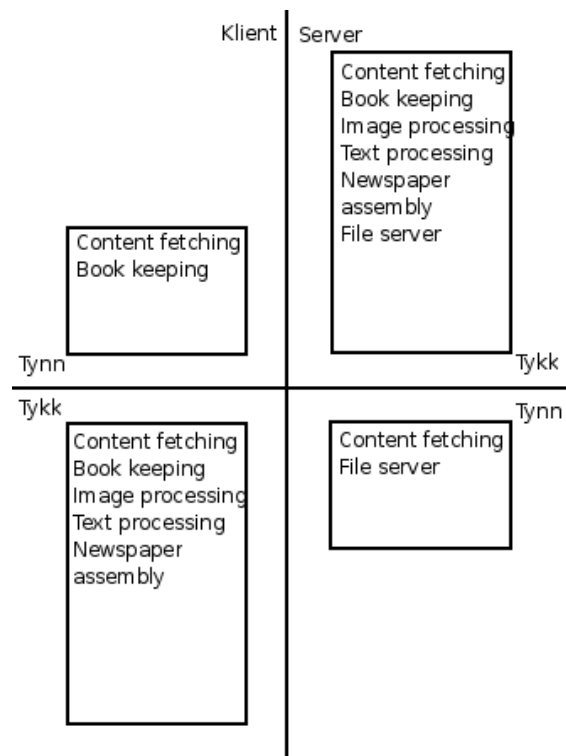 Klient
Server
Content fetching
Book keeping
Image processing
Text processing
Newspaper
assembly
File server
Content fetching
Book keeping
Tynn
Tykk
Tykk
Tynn
Content fetching
Book keeping
Image processing
Text processing
Newspaper
assembly
Content fetching
File server